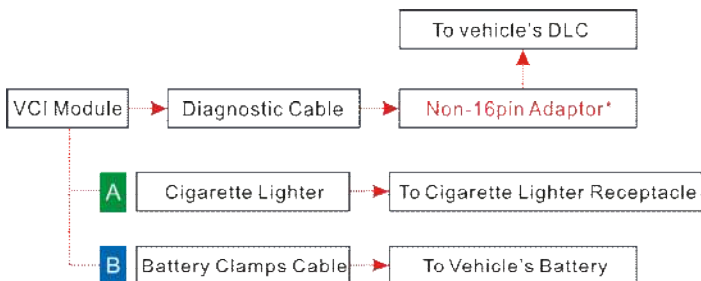 To vehicle's DLC
VCI Module
Diagnostic Cable
Non-16pin Adaptor*
A
Cigarette Lighter
To Cigarette Lighter Receptacle
B
Battery Clamps Cable
To Vehicle's Battery